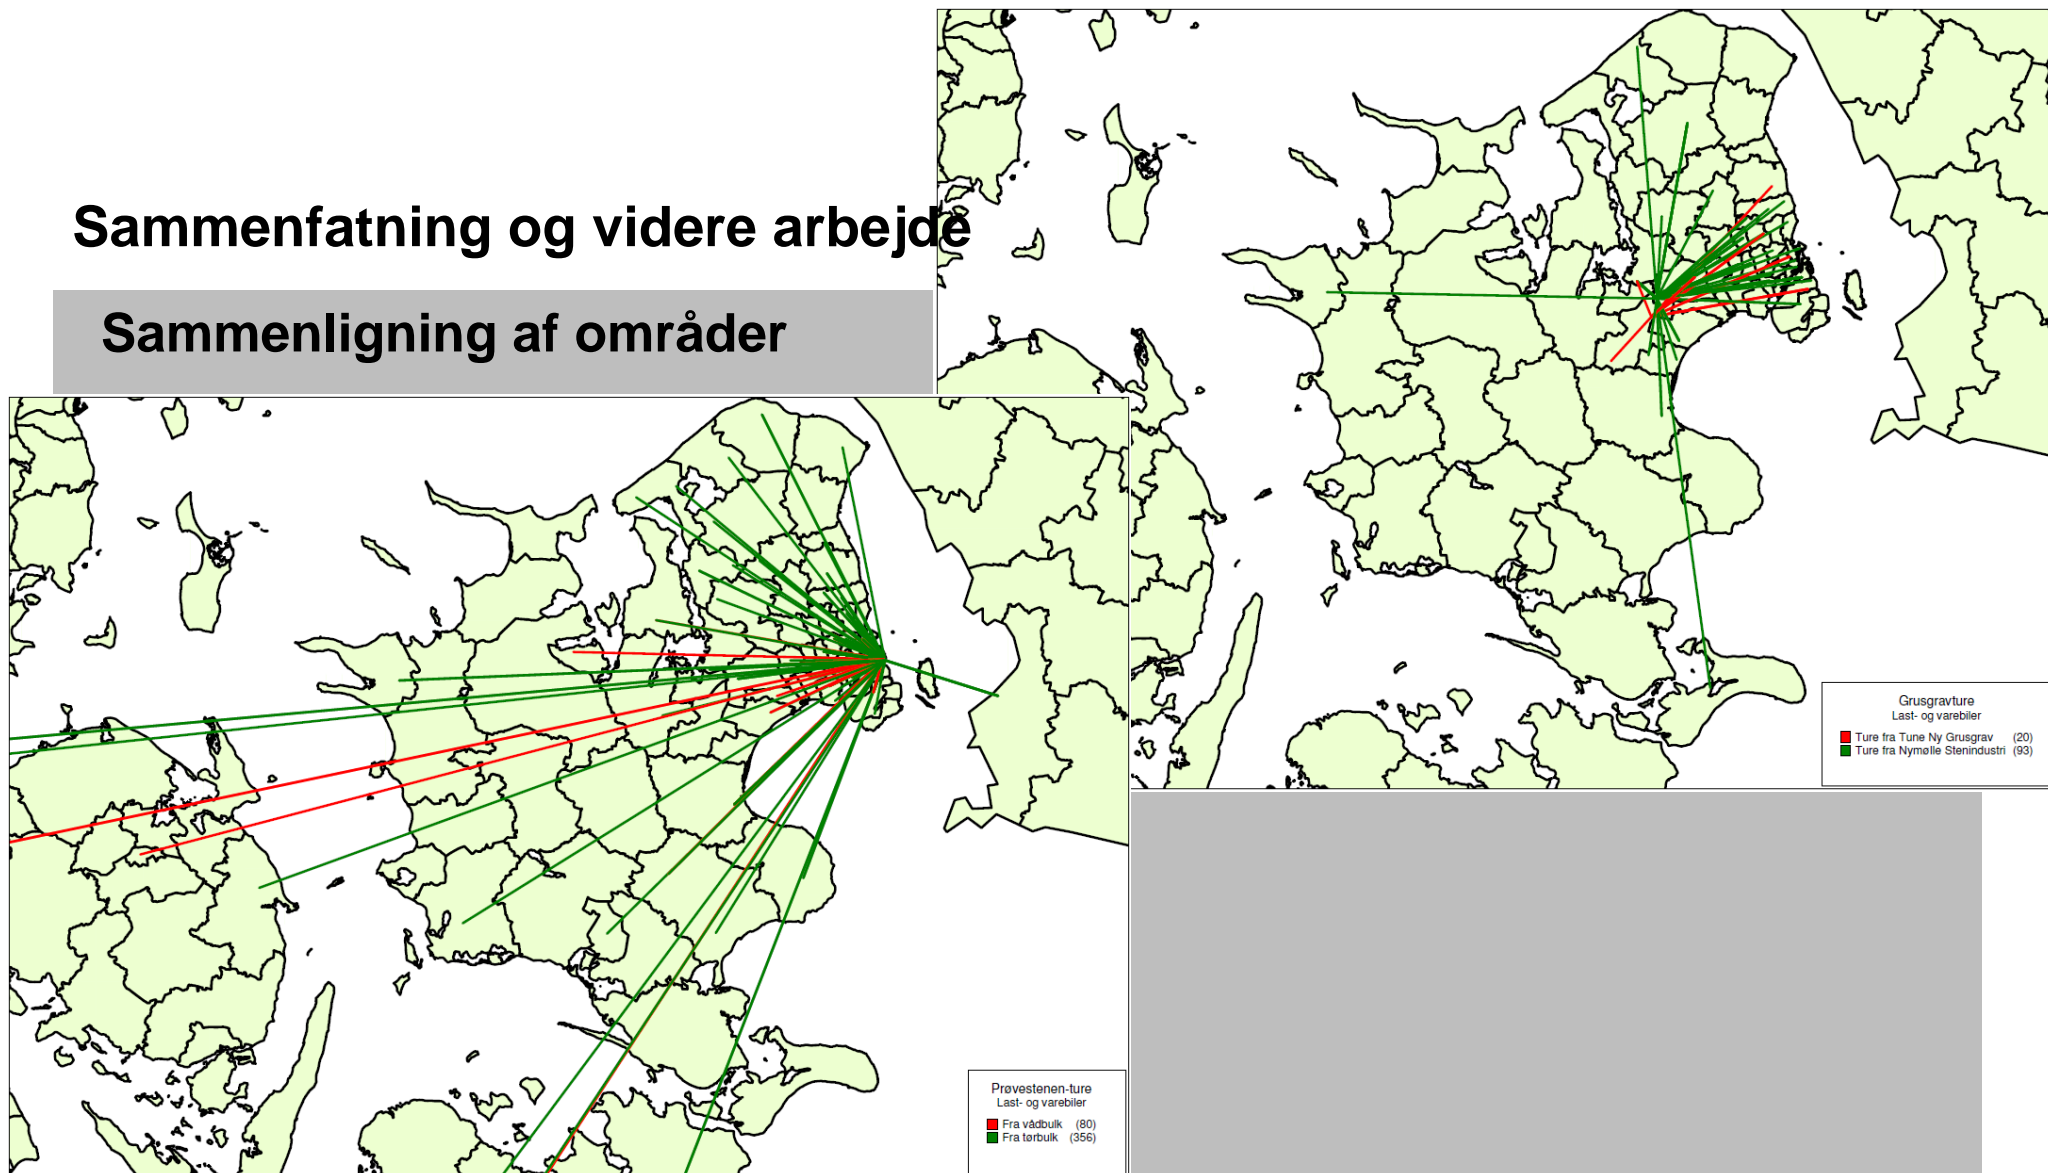 Sammenfatning og videre arbejde
Sammenligning af områder
Grusgravture
Last- og varebiler
Ture fra Tune Ny Grusgrav (20)
Ture fra Nymølle Stenindustri (93)
Prøvestenen-ture
Last- og varebiler
Fra vådbulk (80)
Fra tørbulk (356)